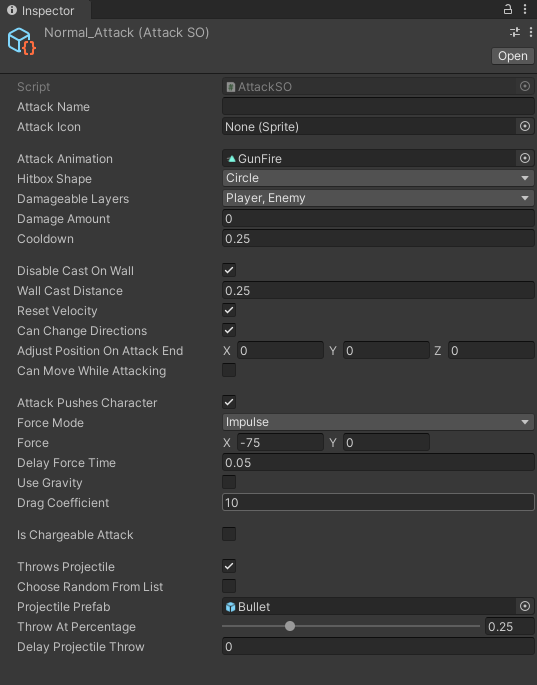 Inspector
Normal_Attack (Attack SO)
Open
Script AttackSO
Attack Name
Attack Icon None (Sprite)
Attack Animation GunFire
Hitbox Shape Circle
Damageable Layers Player, Enemy
Damage Amount 0
Cooldown 0.25
Disable Cast On Wall
Wall Cast Distance 0.25
Reset Velocity
Can Change Directions
Adjust Position On Attack End X 0 Y 0 Z 0
Can Move While Attacking
Attack Pushes Character
Force Mode Impulse
Force X -75 Y 0
Delay Force Time 0.05
Use Gravity
Drag Coefficient 10
Is Chargeable Attack
Throws Projectile
Choose Random From List
Projectile Prefab Bullet
Throw At Percentage 0.25
Delay Projectile Throw 0